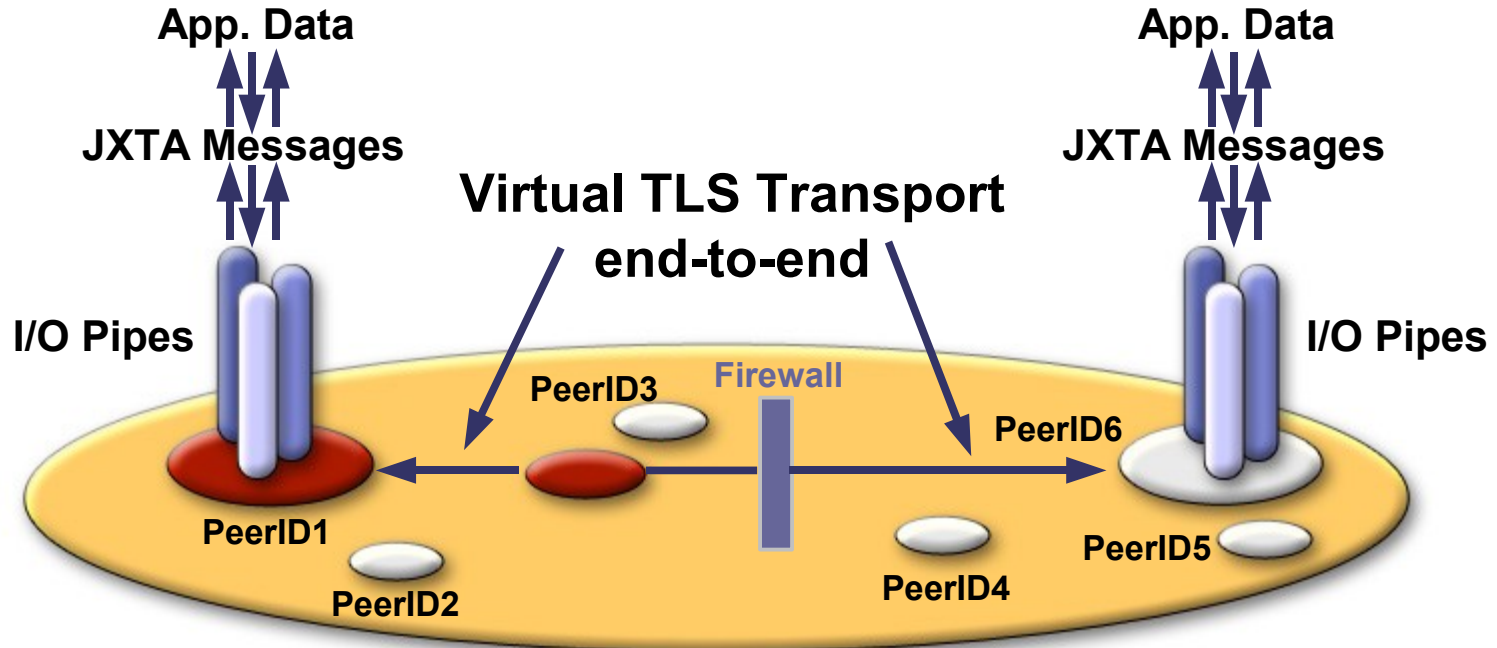 App. Data
App. Data
JXTA Messages
JXTA Messages
Virtual TLS Transport
end-to-end
I/O Pipes
I/O Pipes
Firewall
PeerID3
PeerID6
PeerID1
PeerID5
PeerID4
PeerID2